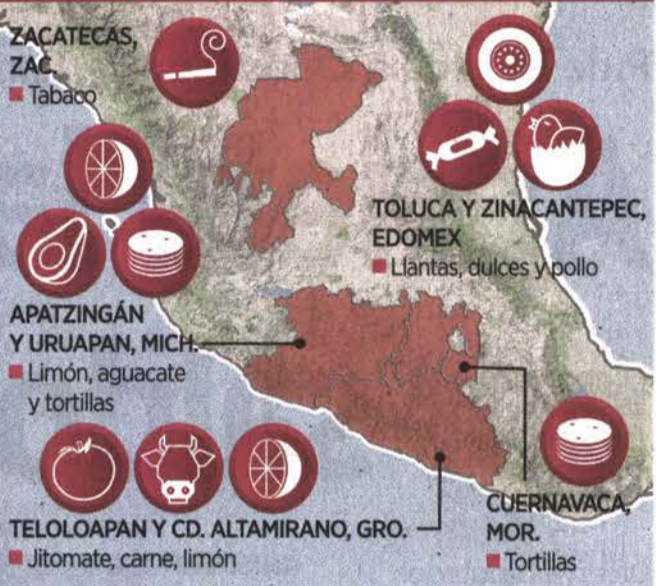 ZACATECAS,
ZAC.
Tabaco
TOLUCA Y ZINACANTEPEC,
EDOMEX
Llantas, dulces y pollo
APATZINGÁN
Y URUAPAN, MICH.
Limón, aguacate
y tortillas
TELOLOAPAN Y CD. ALTAMIRANO, GRO.
Jitomate, carne, limón
CUERNAVACA,
MOR.
Tortillas